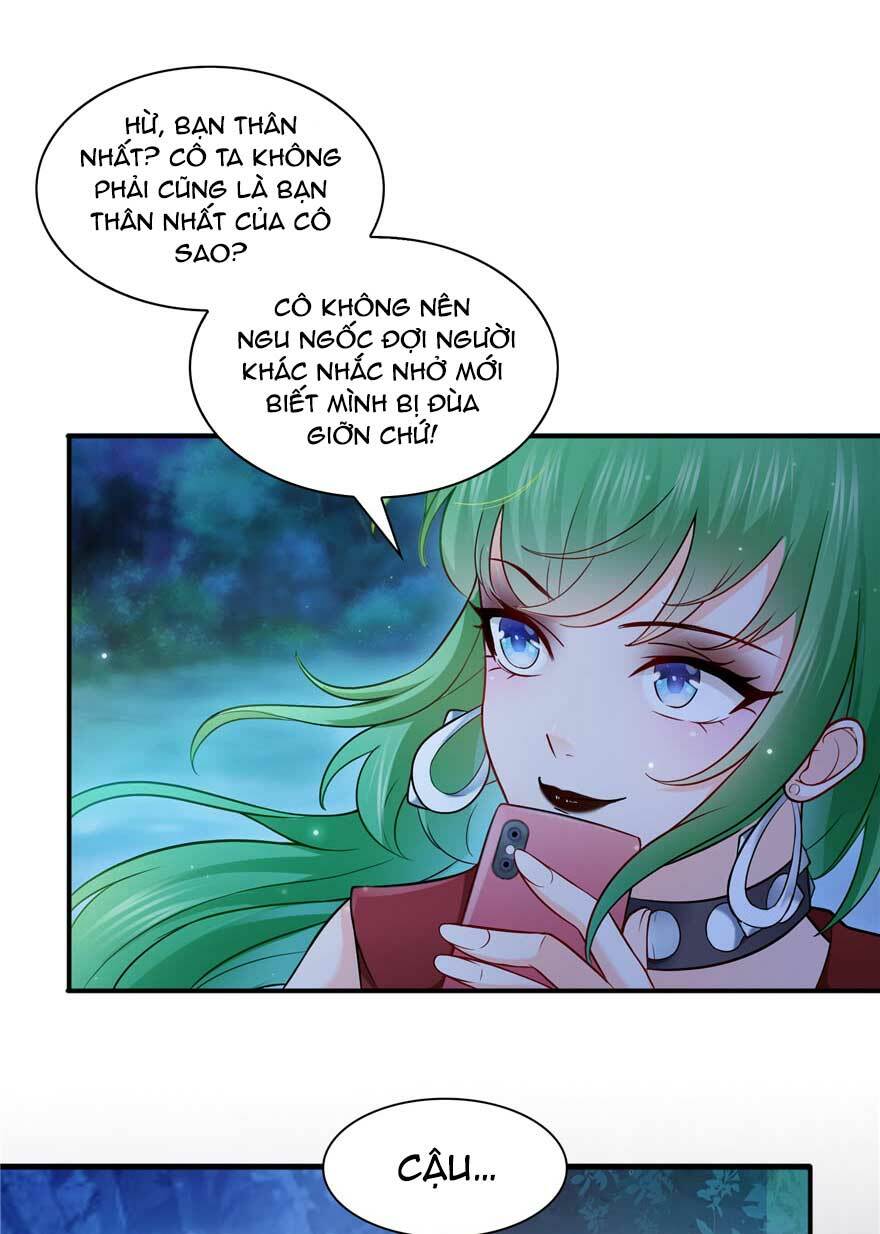 HỪ, BẠN THÂN
NHẤT? CÔ TA KHÔNG
PHẢI CŨNG LÀ BẠN
THÂN NHẤT CỦA CÔ
SAO?
CÔ KHÔNG NÊN
NGU NGỐC ĐỢI NGƯỜI
KHÁC NHẮC NHỞ MỚI
BIẾT MÌNH BỊ ĐÙA
GIỠN CHỨ!
CẬU...